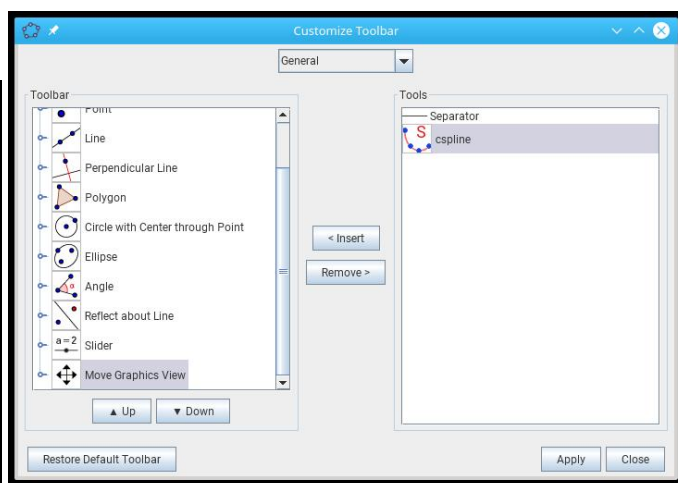 Customize Toolbar
General
Toolbar
Point
Line
Perpendicular Line
Polygon
Circle with Center through Point
Ellipse
α
Angle
Reflect about Line
a=2
Slider
Move Graphics View
▲ Up
▼ Down
< Insert
Remove >
Tools
Separator
S
cspline
Restore Default Toolbar
Apply
Close